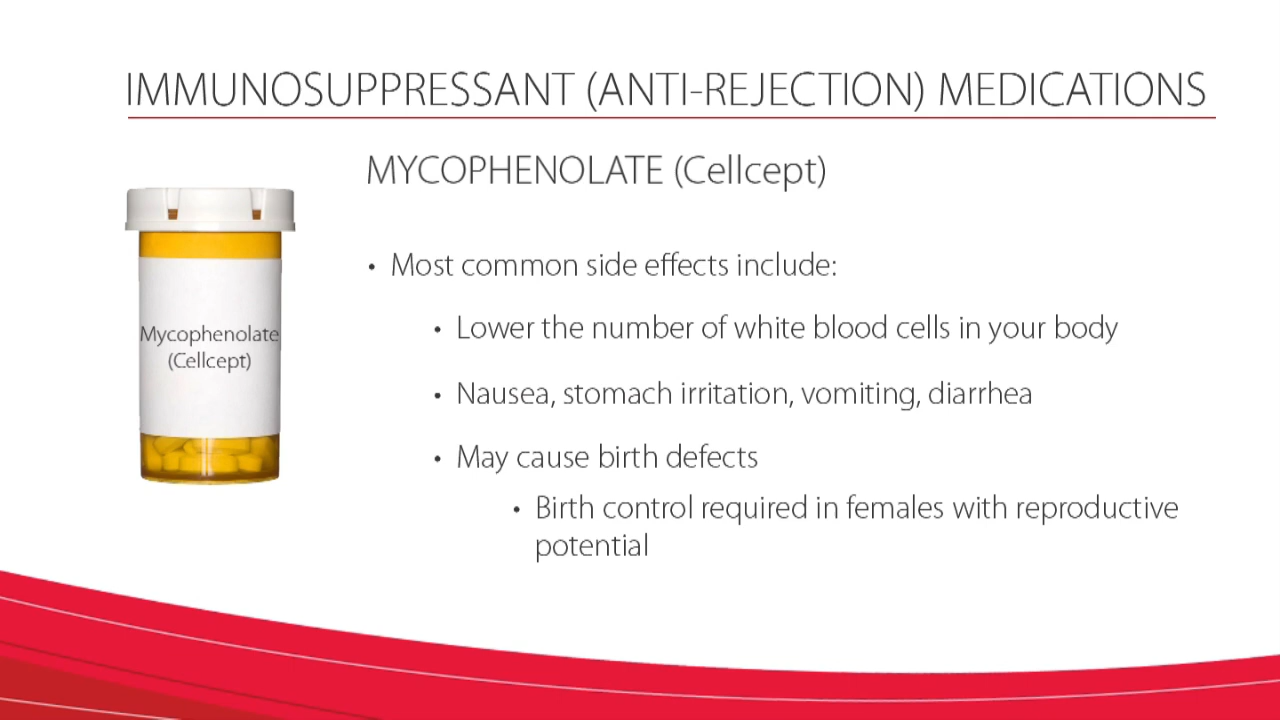 IMMUNOSUPPRESSANT (ANTI-REJECTION) MEDICATIONS
MYCOPHENOLATE (Cellcept)
Mycophenolate
(Cellcept)
• Most common side effects include:
• Lower the number of white blood cells in your body
• Nausea, stomach irritation, vomiting, diarrhea
• May cause birth defects
• Birth control required in females with reproductive
potential